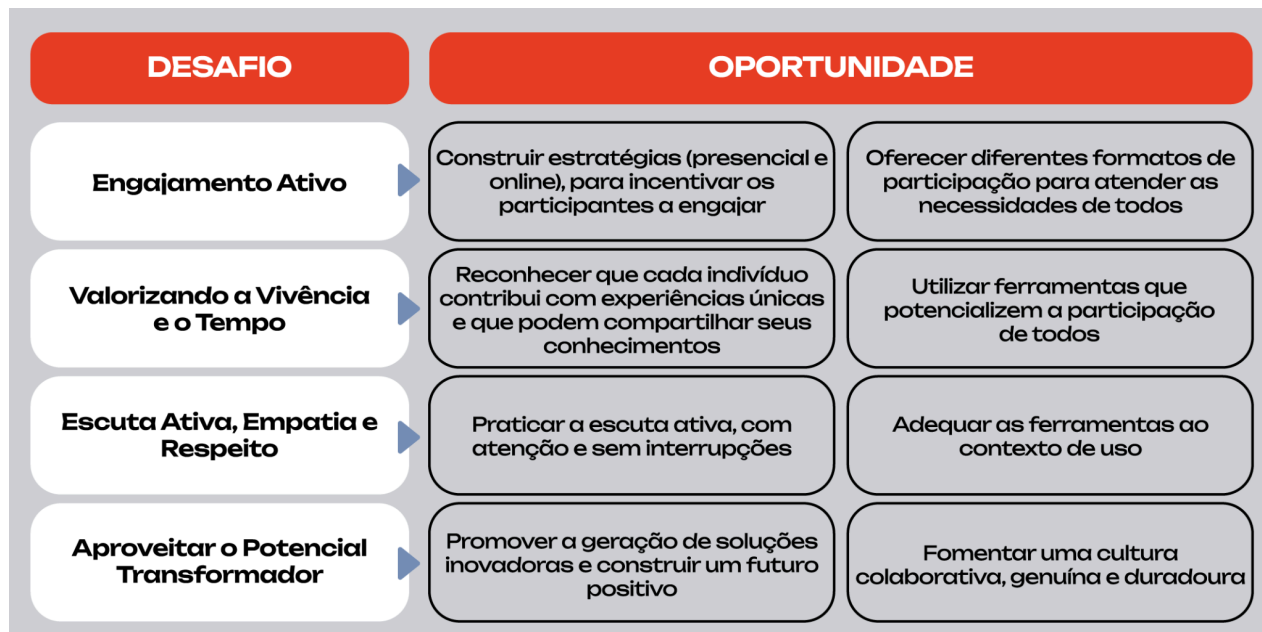 DESAFIO
OPORTUNIDADE
Engajamento Ativo
Construir estratégias (presencial e
online), para incentivar os
participantes a engajar
Oferecer diferentes formatos de
participação para atender as
necessidades de todos
Valorizando a Vivência
e o Tempo
Reconhecer que cada indivíduo
contribui com experiências únicas
e que podem compartilhar seus
conhecimentos
Utilizar ferramentas que
potencializem a participação
de todos
Escuta Ativa, Empatia e
Respeito
Praticar a escuta ativa, com
atenção e sem interrupções
Adequar as ferramentas ao
contexto de uso
Aproveitar o Potencial
Transformador
Promover a geração de soluções
inovadoras e construir um futuro
positivo
Fomentar uma cultura
colaborativa, genuína e duradoura